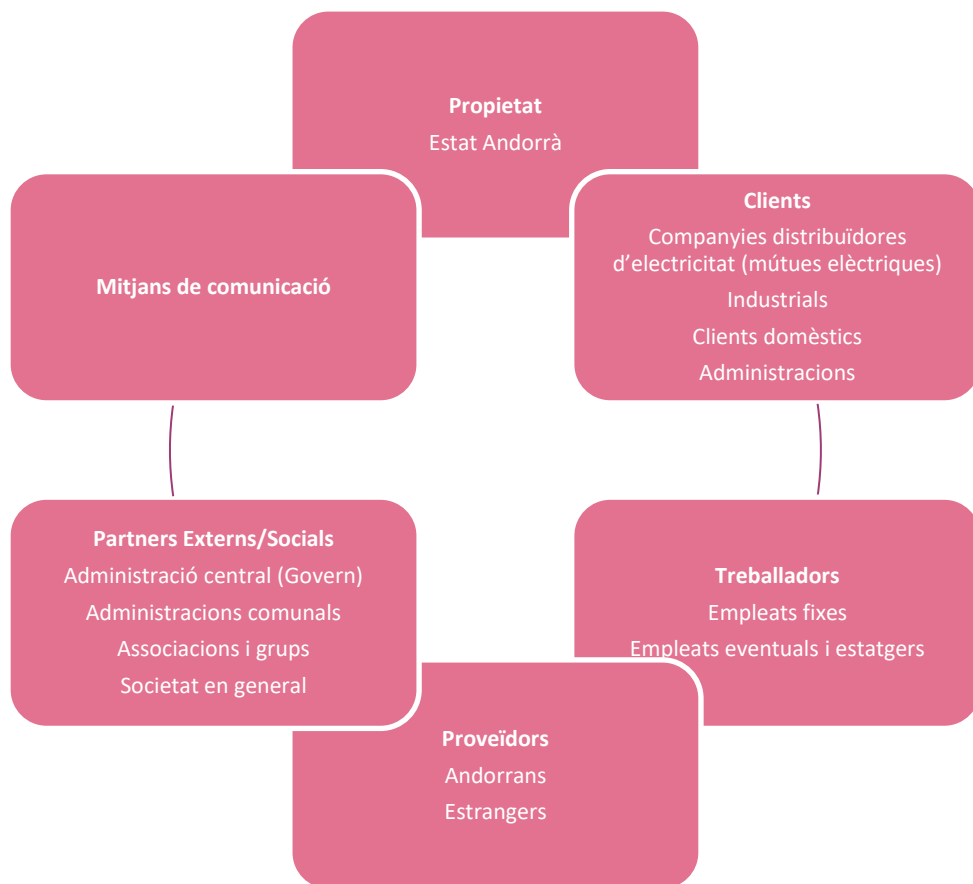 Propietat
Estat Andorrà
Clients
Companyies distribuïdores
d’electricitat (mútues elèctriques)
Industrials
Clients domèstics
Administracions
Treballadors
Empleats fixes
Empleats eventuals i estatgers
Proveïdors
Andorrans
Estrangers
Partners Externs/Socials
Administració central (Govern)
Administracions comunals
Associacions i grups
Societat en general
Mitjans de comunicació